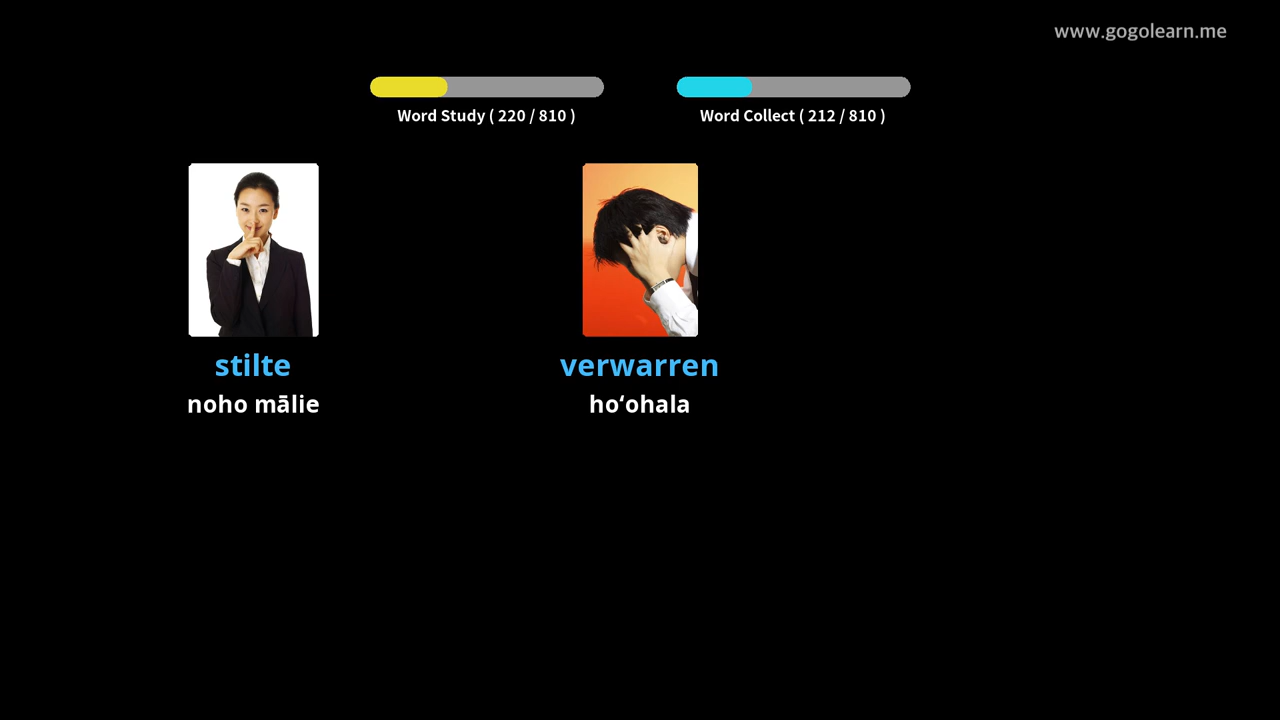 www.gogolearn.me
Word Study ( 220 / 810 )
Word Collect ( 212 / 810 )
stilte
noho mālie
verwarren
hoʻohala